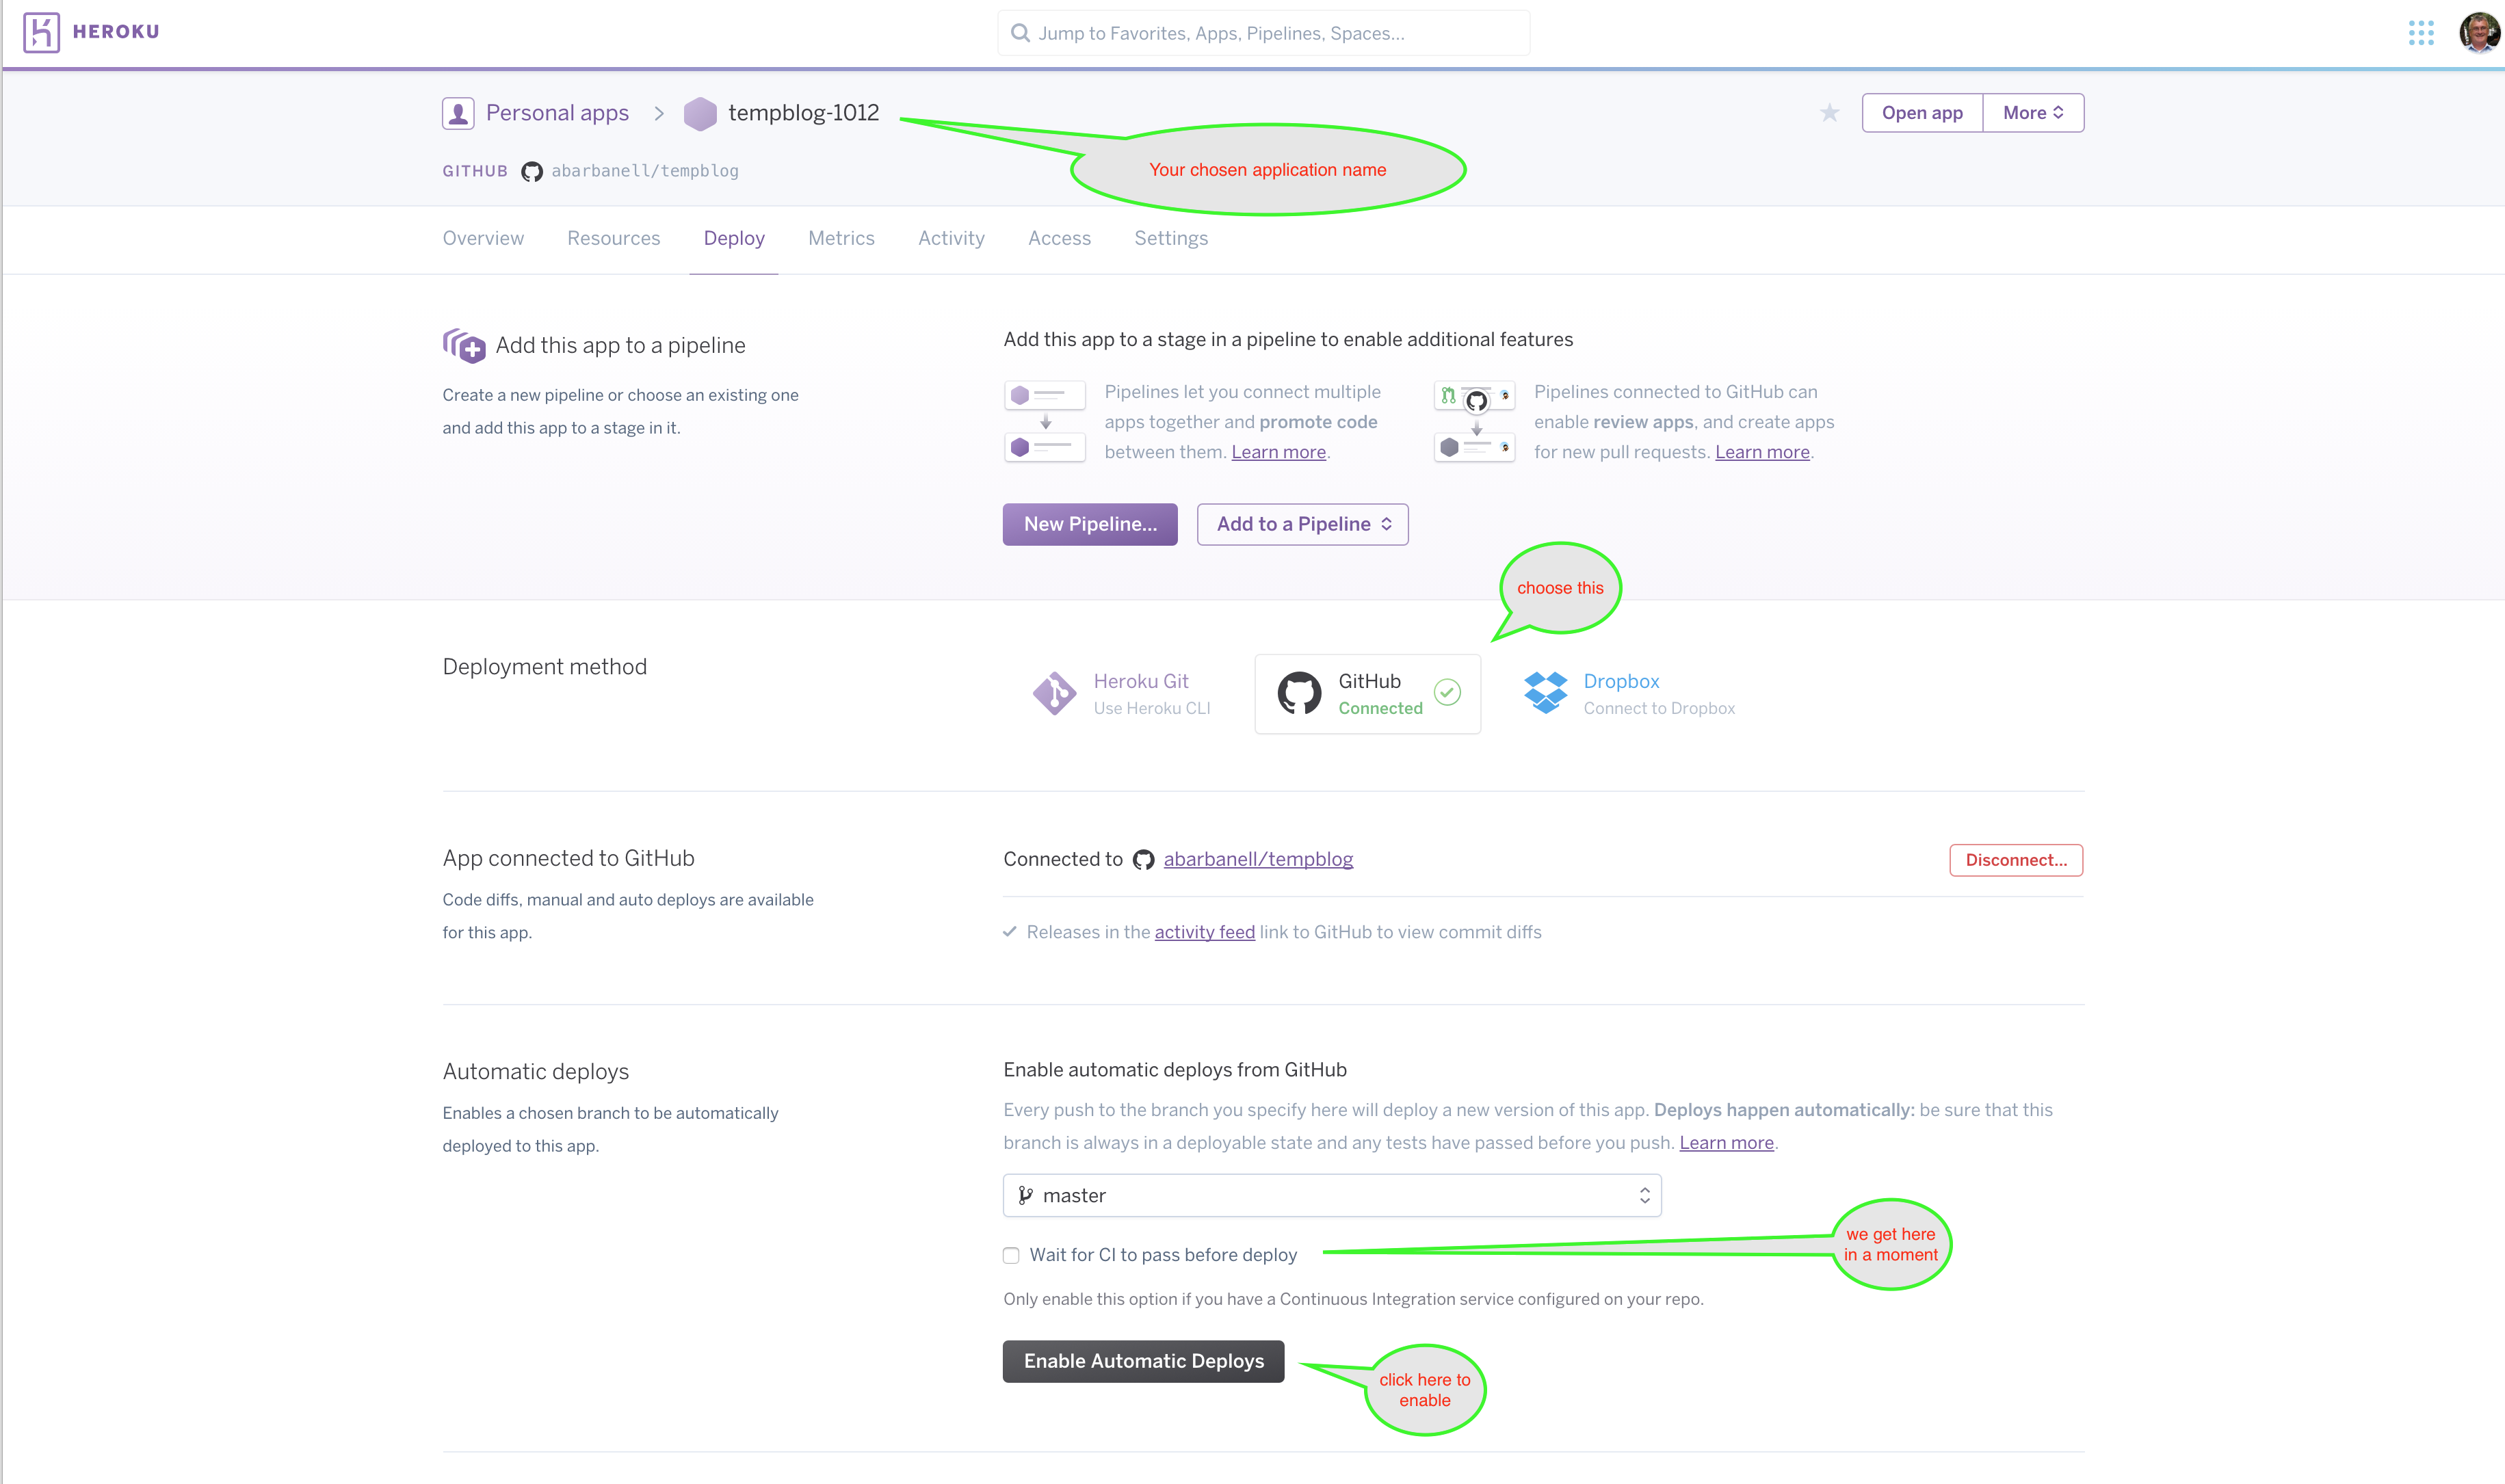 HEROKU
Jump to Favorites, Apps, Pipelines, Spaces...
Personal apps
tempblog-1012
Open app
More
Your chosen application name
GITHUB
abarbanell/tempblog
Overview
Resources
Deploy
Metrics
Activity
Access
Settings
Add this app to a pipeline
Create a new pipeline or choose an existing one
and add this app to a stage in it.
Add this app to a stage in a pipeline to enable additional features
Pipelines let you connect multiple
apps together and promote code
between them. Learn more.
Pipelines connected to GitHub can
enable review apps, and create apps
for new pull requests. Learn more.
New Pipeline...
Add to a Pipeline
choose this
Deployment method
Heroku Git
Use Heroku CLI
GitHub
Connected
Dropbox
Connect to Dropbox
App connected to GitHub
Code diffs, manual and auto deploys are available
for this app.
Connected to abarbanell/tempblog
Disconnect...
Releases in the activity feed link to GitHub to view commit diffs
Automatic deploys
Enables a chosen branch to be automatically
deployed to this app.
Enable automatic deploys from GitHub
Every push to the branch you specify here will deploy a new version of this app. Deploys happen automatically: be sure that this
branch is always in a deployable state and any tests have passed before you push. Learn more.
master
Wait for CI to pass before deploy
we get here
in a moment
Only enable this option if you have a Continuous Integration service configured on your repo.
Enable Automatic Deploys
click here to
enable